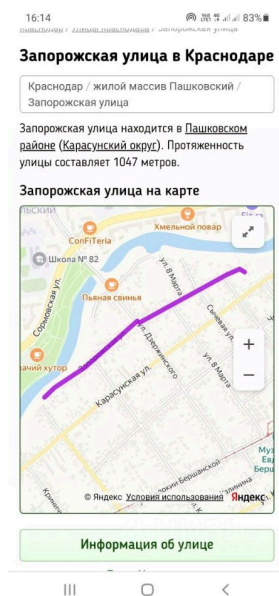 16:14
83%
Запорожская улица в Краснодаре
Краснодар / жилой массив Пашковский /
Запорожская улица
Запорожская улица находится в Пашковском
районе (Карасунский округ). Протяженность
улицы составляет 1047 метров.
Запорожская улица на карте
Хмельной повар
ConFiTeria
Школа № 82
ул. 8 Марта
Пьяная свинья
Сормовская ул.
ул. Дзержинского
ул. 8 Марта
Карасунская ул.
© Яндекс Условия использования Яндекс
Информация об улице